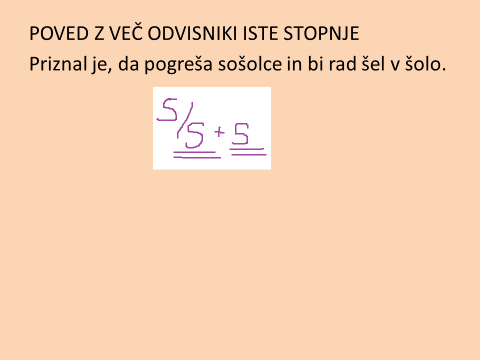 POVED Z VEČ ODVISNIKI ISTE STOPNJE
Priznal je, da pogreša sošolce in bi rad šel v šolo.
S/
S + S